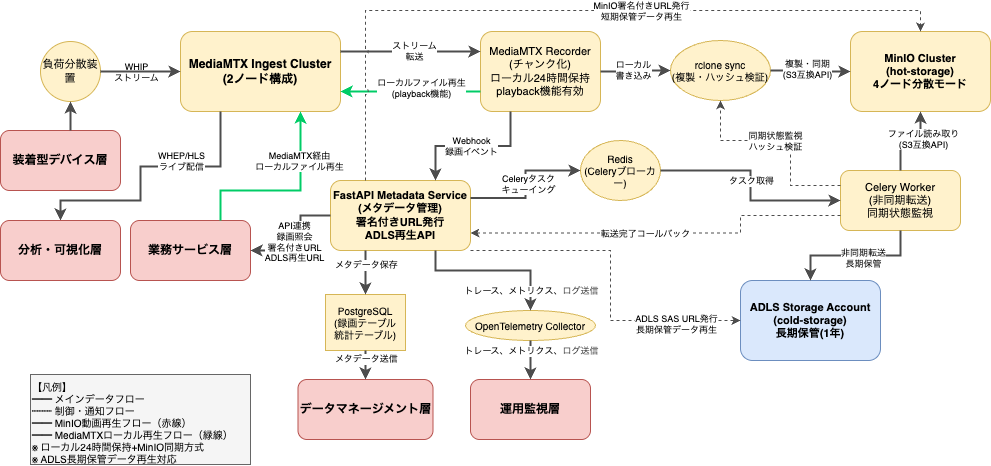 MinIO署名付きURL発行
短期保管データ再生
負荷分散装
置
WHIP
ストリーム
MediaMTX Ingest Cluster
(2ノード構成)
ストリーム
転送
ローカルファイル再生
(playback機能)
MediaMTX Recorder
(チャンク化)
ローカル24時間保持
playback機能有効
ローカル
書き込み
rclone sync
(複製・ハッシュ検証)
複製・同期
(S3互換API)
MinIO Cluster
(hot-storage)
4ノード分散モード
装着型デバイス層
WHEP/HLS
ライブ配信
MediaMTX経由
ローカルファイル再生
Webhook
録画イベント
同期状態監視
ハッシュ検証
ファイル読み取り
(S3互換API)
分析・可視化層
業務サービス層
API連携
録画照会
署名付きURL
ADLS再生URL
FastAPI Metadata Service
(メタデータ管理)
署名付きURL発行
ADLS再生API
Celeryタスク
キューイング
Redis
(Celeryブローカ
ー)
タスク取得
Celery Worker
(非同期転送)
同期状態監視
転送完了コールバック
非同期転送
長期保管
メタデータ保存
トレース、メトリクス、ログ送信
PostgreSQL
(録画テーブル
統計テーブル)
OpenTelemetry Collector
ADLS SAS URL発行
長期保管データ再生
ADLS Storage Account
(cold-storage)
長期保管(1年)
メタデータ送信
トレース、メトリクス、ログ送信
データマネージメント層
運用監視層
【凡例】
メインデータフロー
制御・通知フロー
MinIO動画再生フロー（赤線）
MediaMTXローカル再生フロー（緑線）
※ ローカル24時間保持+MinIO同期方式
※ ADLS長期保管データ再生対応